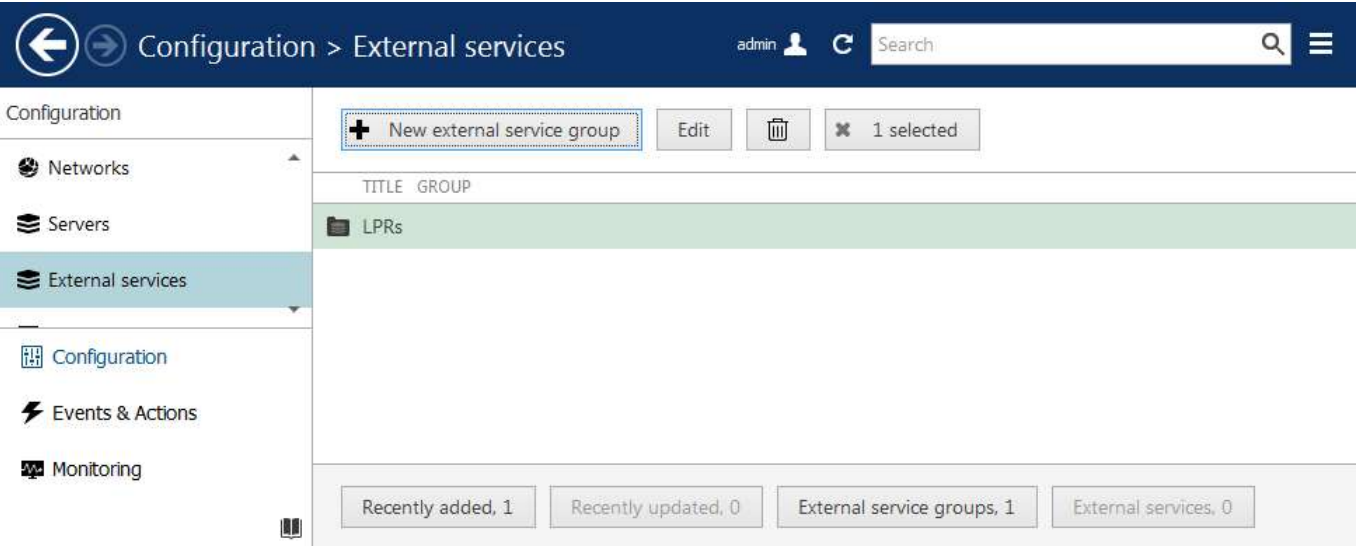 Configuration > External services
admin
Search
Configuration
Networks
Servers
External services
Configuration
Events & Actions
Monitoring
New external service group
Edit
1 selected
TITLE GROUP
LPRs
Recently added, 1
Recently updated, 0
External service groups, 1
External services, 0